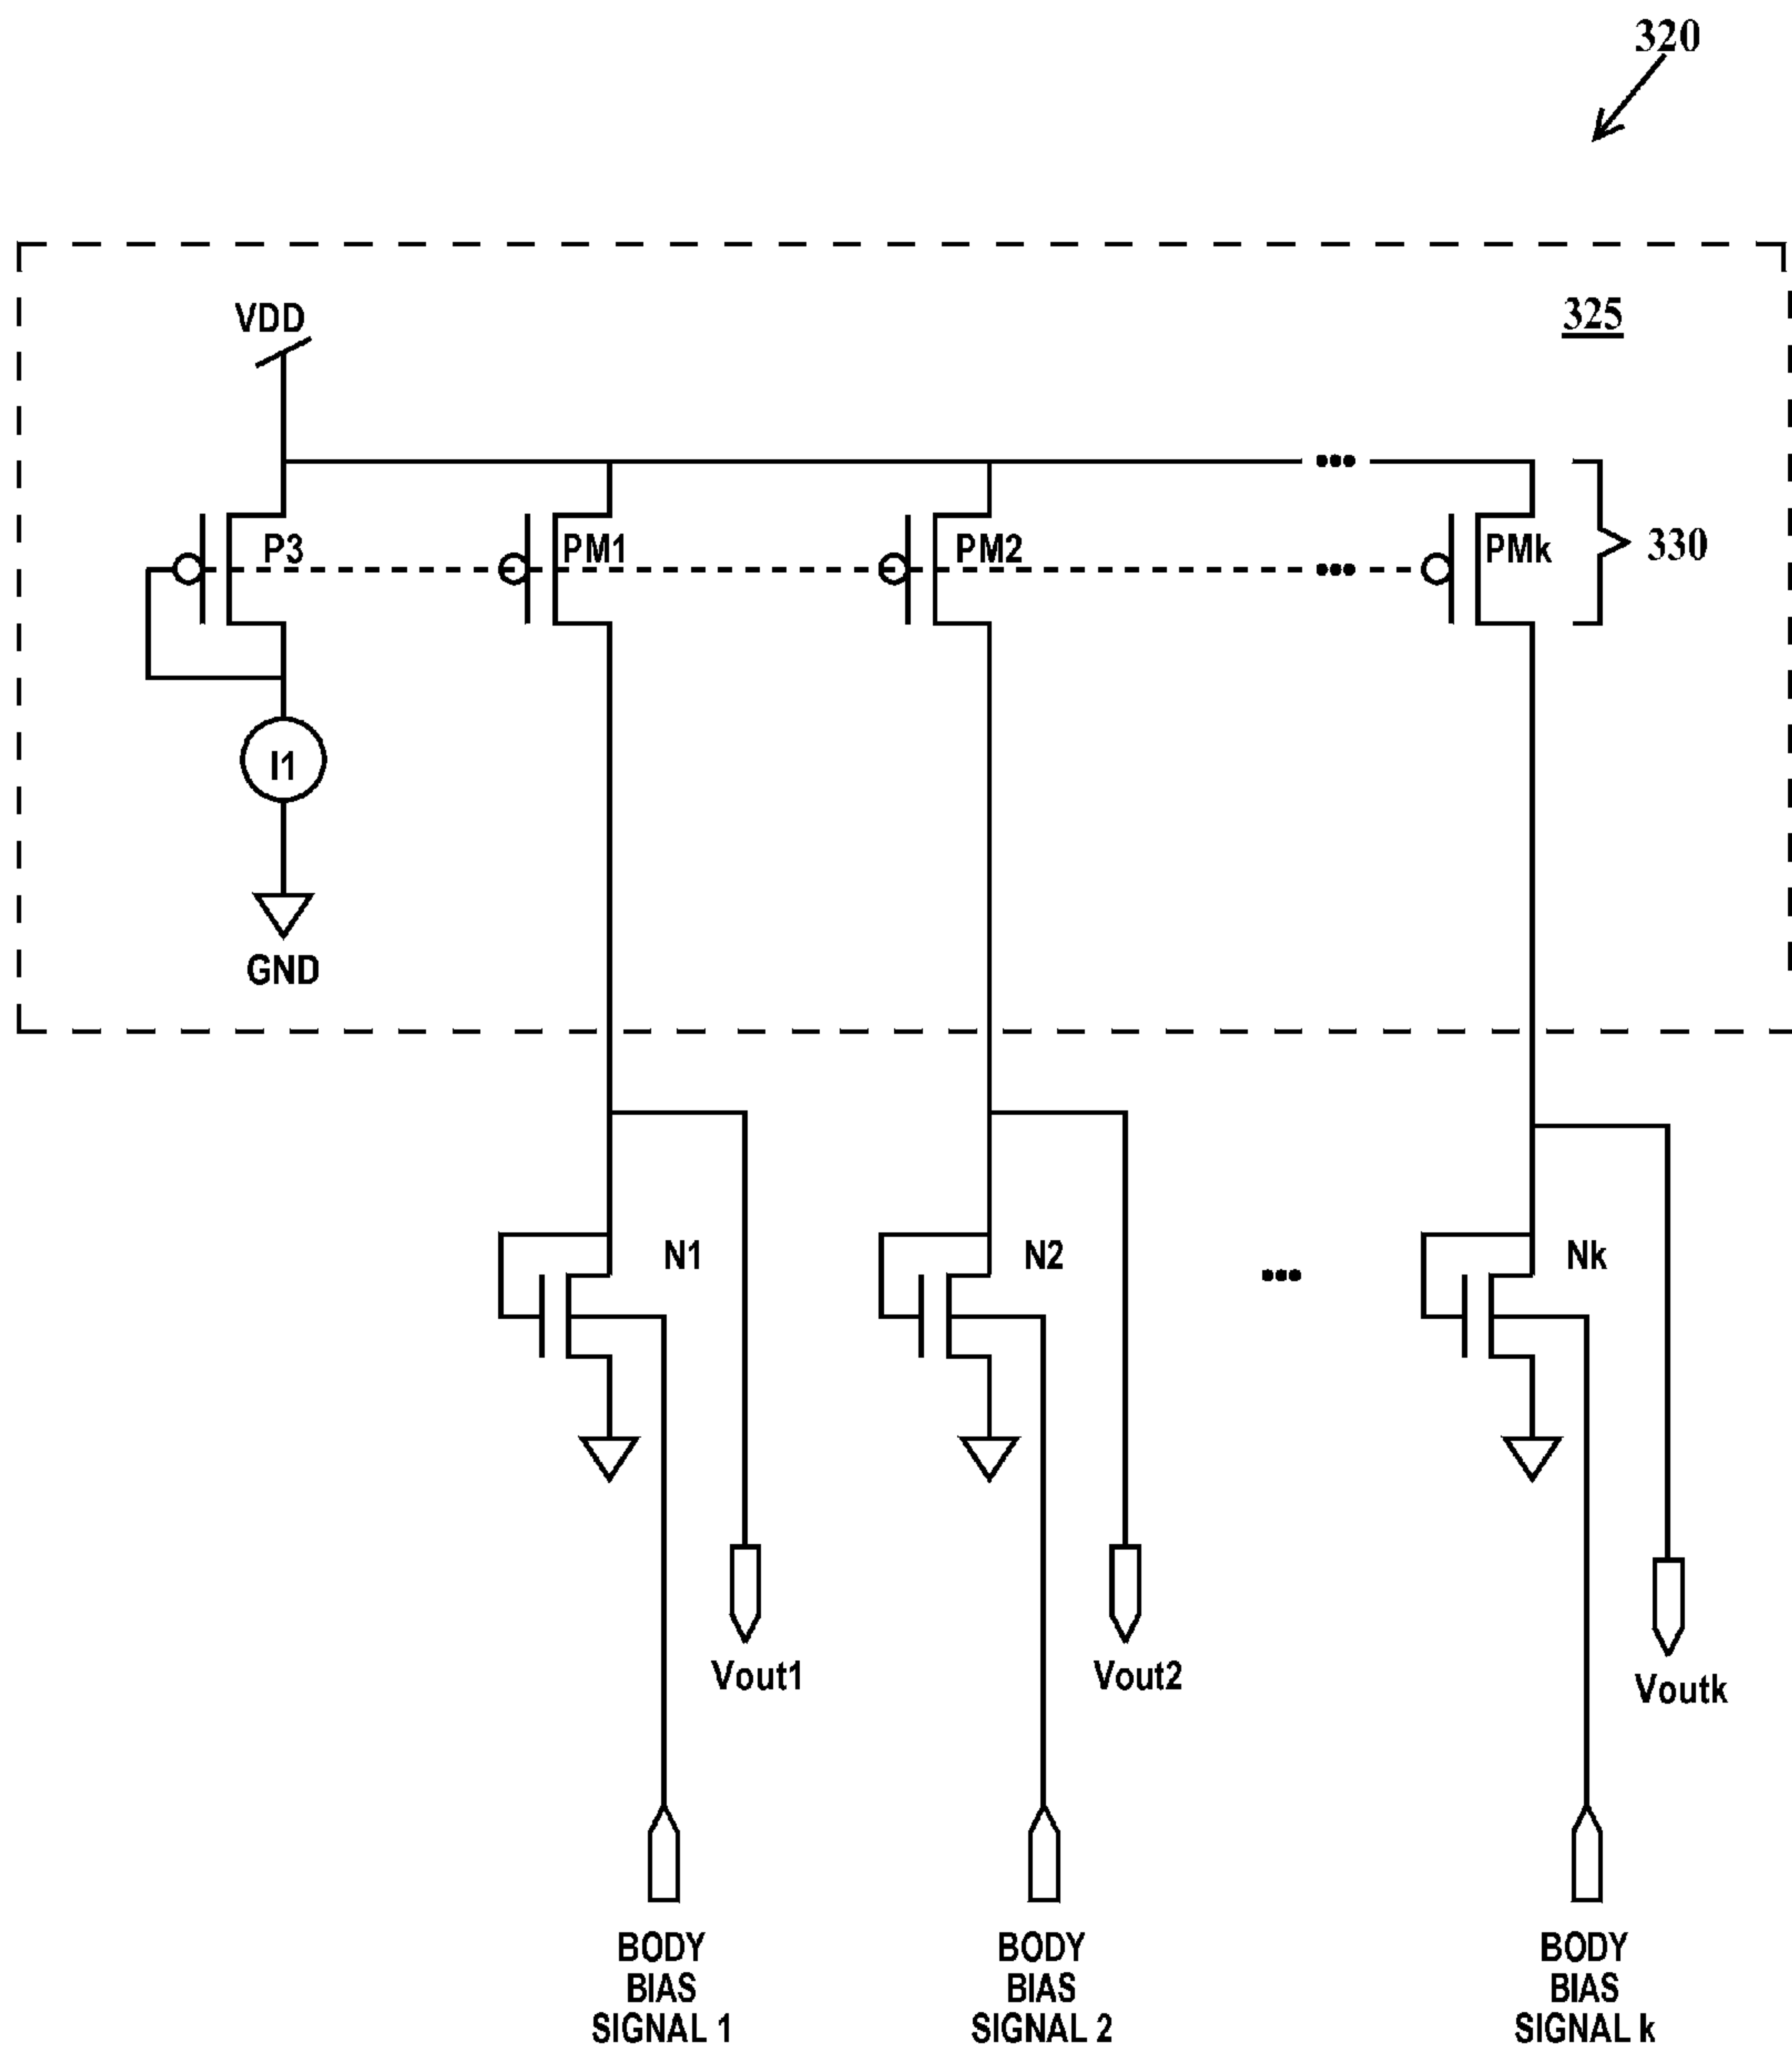 320
VDD
325
P3
PM1
PM2
PMk
330
I1
GND
N1
N2
Nk
Vout1
Vout2
Voutk
BODY
BIAS
SIGNAL 1
BODY
BIAS
SIGNAL 2
BODY
BIAS
SIGNAL k